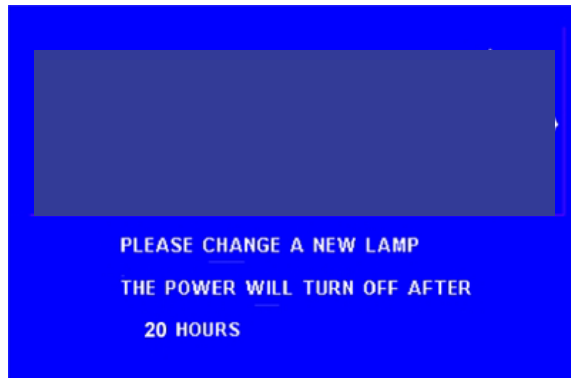 PLEASE CHANGE A NEW LAMP
THE POWER WILL TURN OFF AFTER
20 HOURS